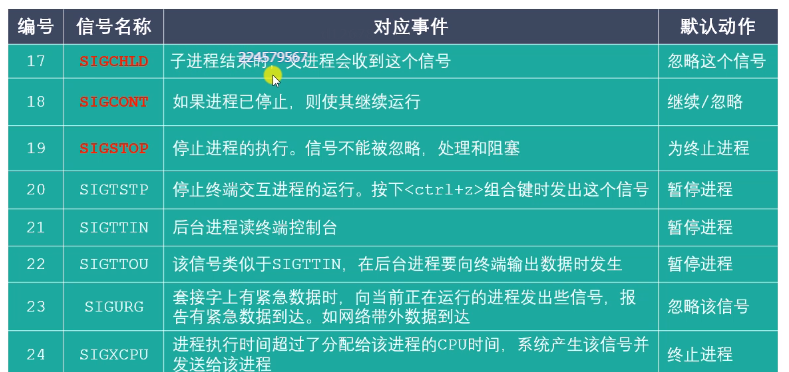 编号 信号名称 对应事件 默认动作
17 SIGCHLD 子进程结束时，父进程会收到这个信号 忽略这个信号
224579567
18 SIGCONT 如果进程已停止，则使其继续运行 继续/忽略
19 SIGSTOP 停止进程的执行。信号不能被忽略，处理和阻塞 为终止进程
20 SIGTSTP 停止终端交互进程的运行。按下<ctrl+z>组合键时发出这个信号 暂停进程
21 SIGTTIN 后台进程读终端控制台 暂停进程
22 SIGTTOU 该信号类似于SIGTTIN，在后台进程要向终端输出数据时发生 暂停进程
23 SIGURG 套接字上有紧急数据时，向当前正在运行的进程发出些信号，报 忽略该信号
告有紧急数据到达。如网络带外数据到达
24 SIGXCPU 进程执行时间超过了分配给该进程的CPU时间，系统产生该信号并 终止进程
发送给该进程